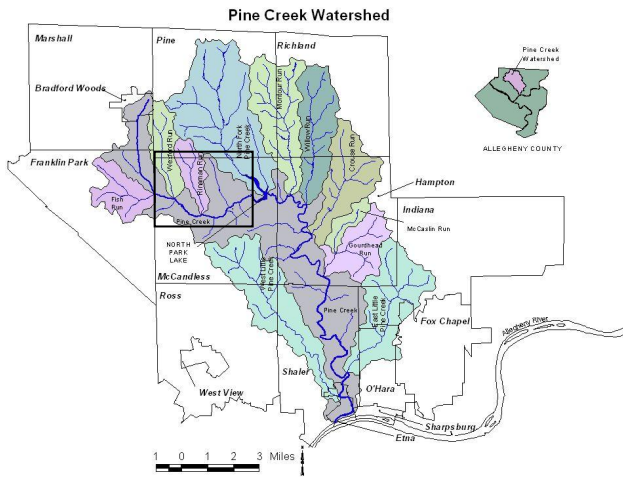 Pine Creek Watershed
Marshall
Pine
Richland
Bradford Woods
Pine Creek
Watershed
ALLEGHENY COUNTY
Franklin Park
Wexford Run
Rinaman Run
North Fork
Pine Creek
Montour Run
Willow Run
Crouse Run
Hampton
Indiana
McCaslin Run
Fish
Run
Pine Creek
Gourdhead
Run
NORTH
PARK
LAKE
McCandless
West Little
Pine Creek
Ross
Pine Creek
East Little
Pine Creek
Fox Chapel
Allegheny River
West View
Shaler
O'Hara
Sharpsburg
Etna
1 0 1 2 3 Miles